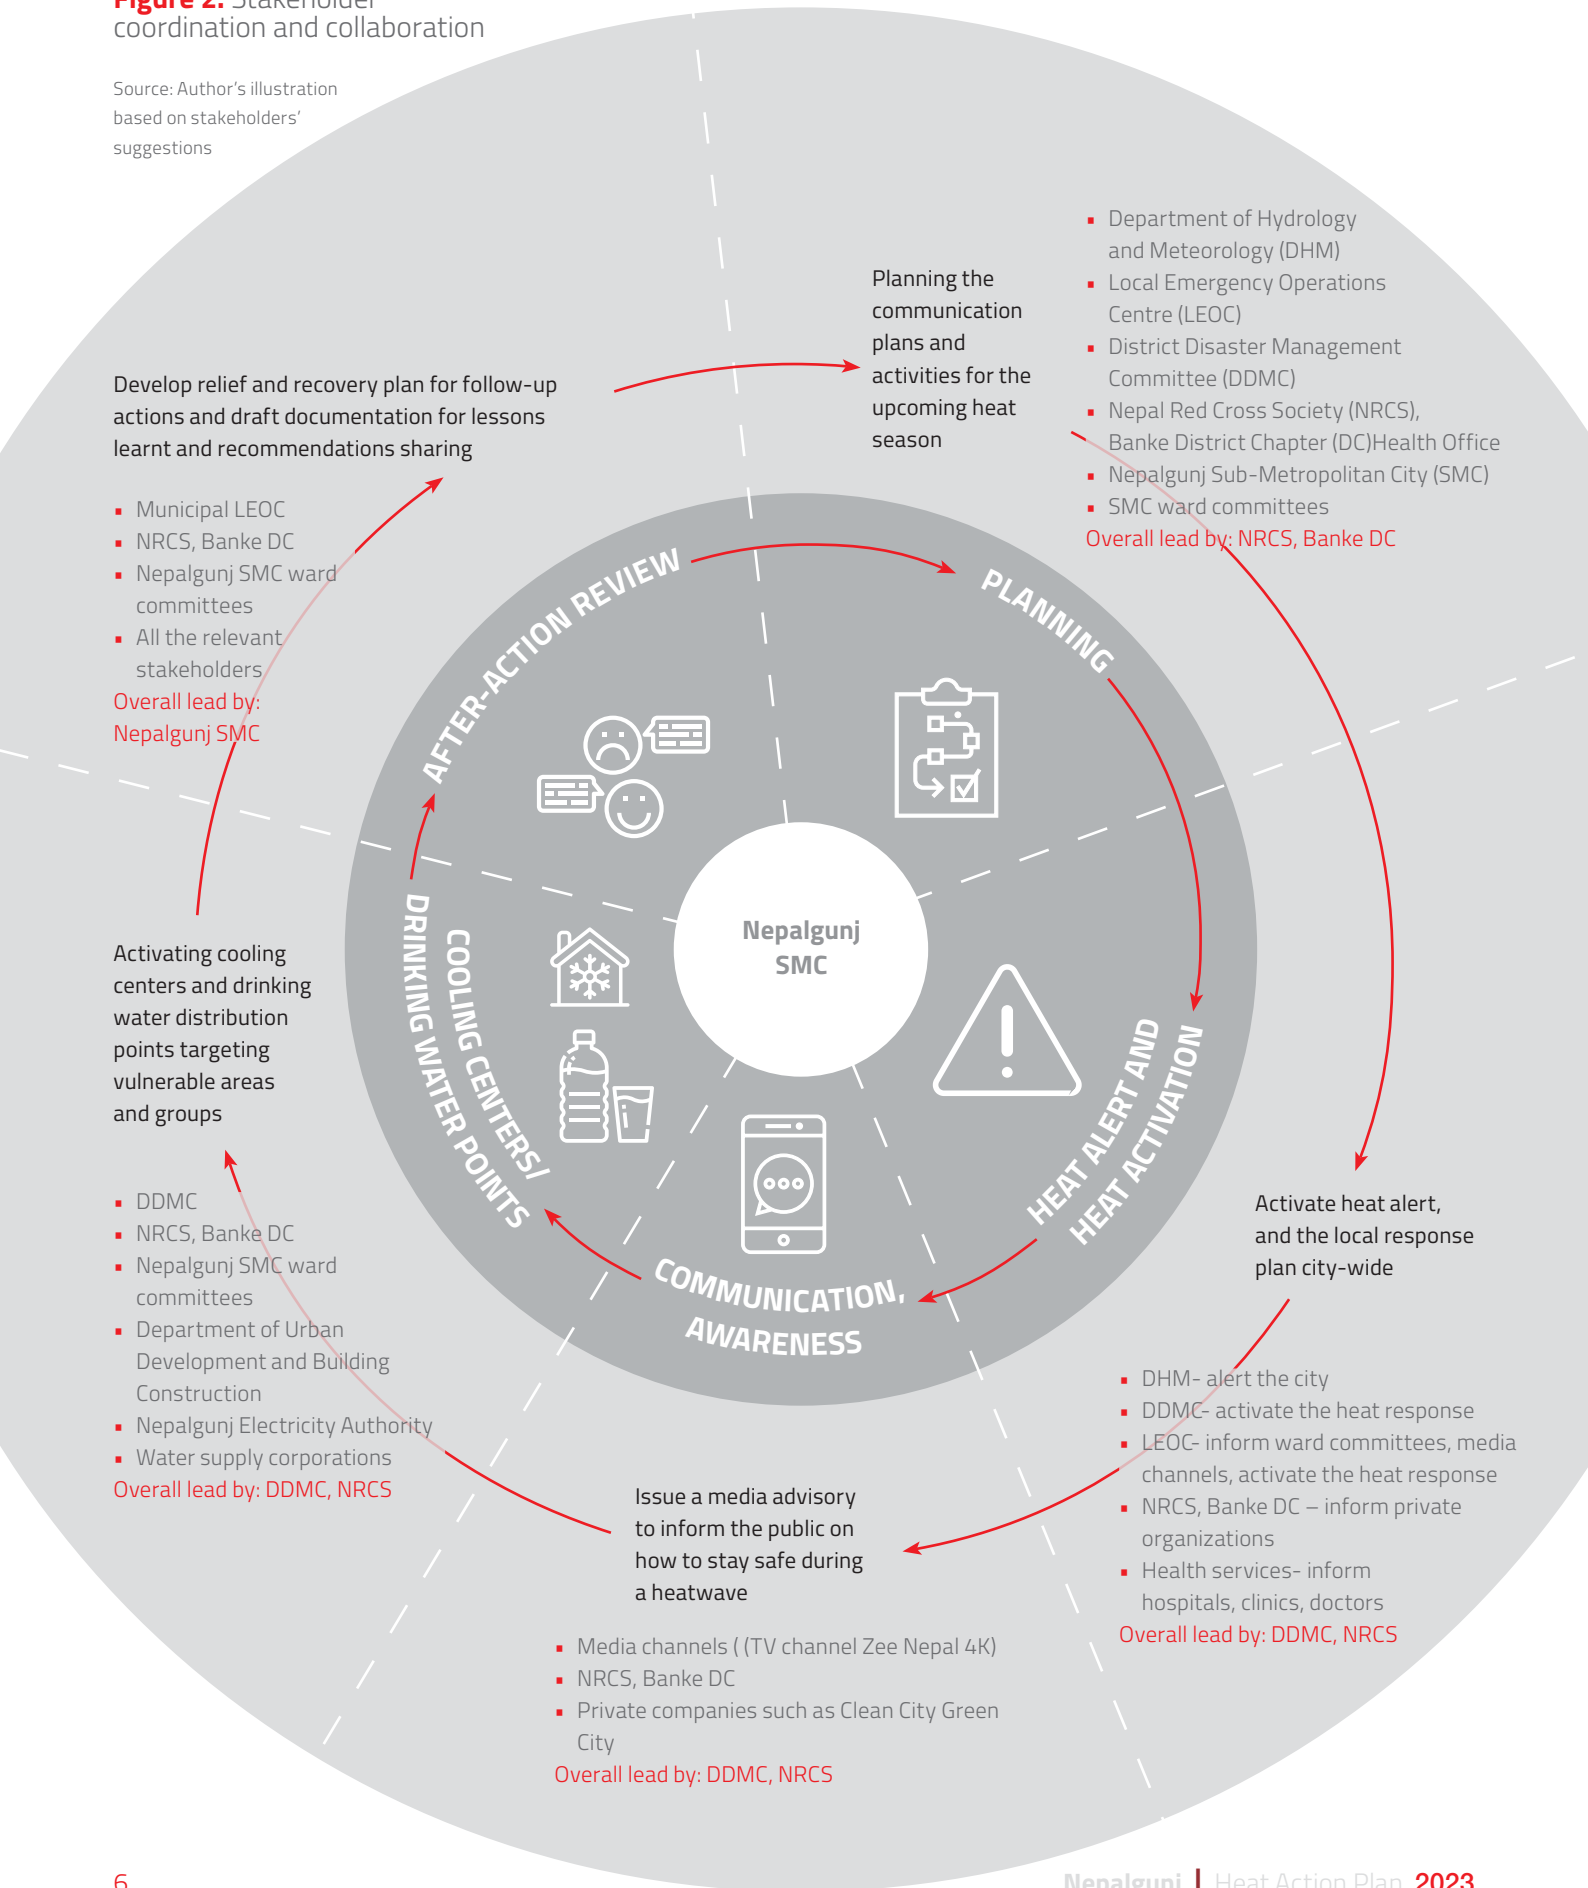 Figure 2. Stakeholder
coordination and collaboration
Source: Author's illustration
based on stakeholders'
suggestions
Planning the
communication
plans and
activities for the
upcoming heat
season
▪ Department of Hydrology
and Meteorology (DHM)
▪ Local Emergency Operations
Centre (LEOC)
▪ District Disaster Management
Committee (DDMC)
▪ Nepal Red Cross Society (NRCS),
Banke District Chapter (DC)Health Office
▪ Nepalgunj Sub-Metropolitan City (SMC)
▪ SMC ward committees
Overall lead by: NRCS, Banke DC
Develop relief and recovery plan for follow-up
actions and draft documentation for lessons
learnt and recommendations sharing
▪ Municipal LEOC
▪ NRCS, Banke DC
▪ Nepalgunj SMC ward
committees
▪ All the relevant
stakeholders
Overall lead by:
Nepalgunj SMC
AFTER-ACTION REVIEW
PLANNING
Nepalgunj
SMC
HEAT ALERT AND
HEAT ACTIVATION
COMMUNICATION,
AWARENESS
COOLING CENTERS/
DRINKING WATER POINTS
Activating cooling
centers and drinking
water distribution
points targeting
vulnerable areas
and groups
▪ DDMC
▪ NRCS, Banke DC
▪ Nepalgunj SMC ward
committees
▪ Department of Urban
Development and Building
Construction
▪ Nepalgunj Electricity Authority
▪ Water supply corporations
Overall lead by: DDMC, NRCS
Activate heat alert,
and the local response
plan city-wide
▪ DHM- alert the city
▪ DDMC- activate the heat response
▪ LEOC- inform ward committees, media
channels, activate the heat response
▪ NRCS, Banke DC – inform private
organizations
▪ Health services- inform
hospitals, clinics, doctors
Overall lead by: DDMC, NRCS
Issue a media advisory
to inform the public on
how to stay safe during
a heatwave
▪ Media channels ( (TV channel Zee Nepal 4K)
▪ NRCS, Banke DC
▪ Private companies such as Clean City Green
City
Overall lead by: DDMC, NRCS
6
Nepalgunj | Heat Action Plan 2023